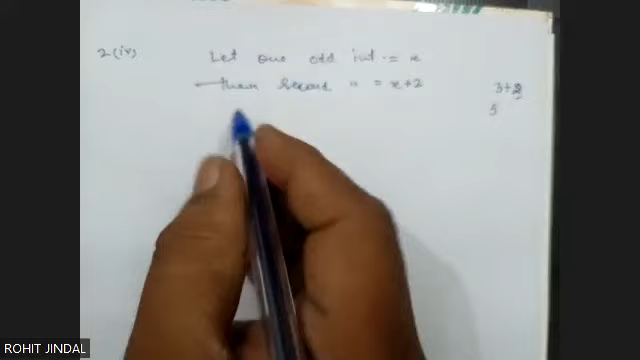 2(iv) Let one odd int. = x
then second " = x+2
3+2
5
ROHIT JINDAL